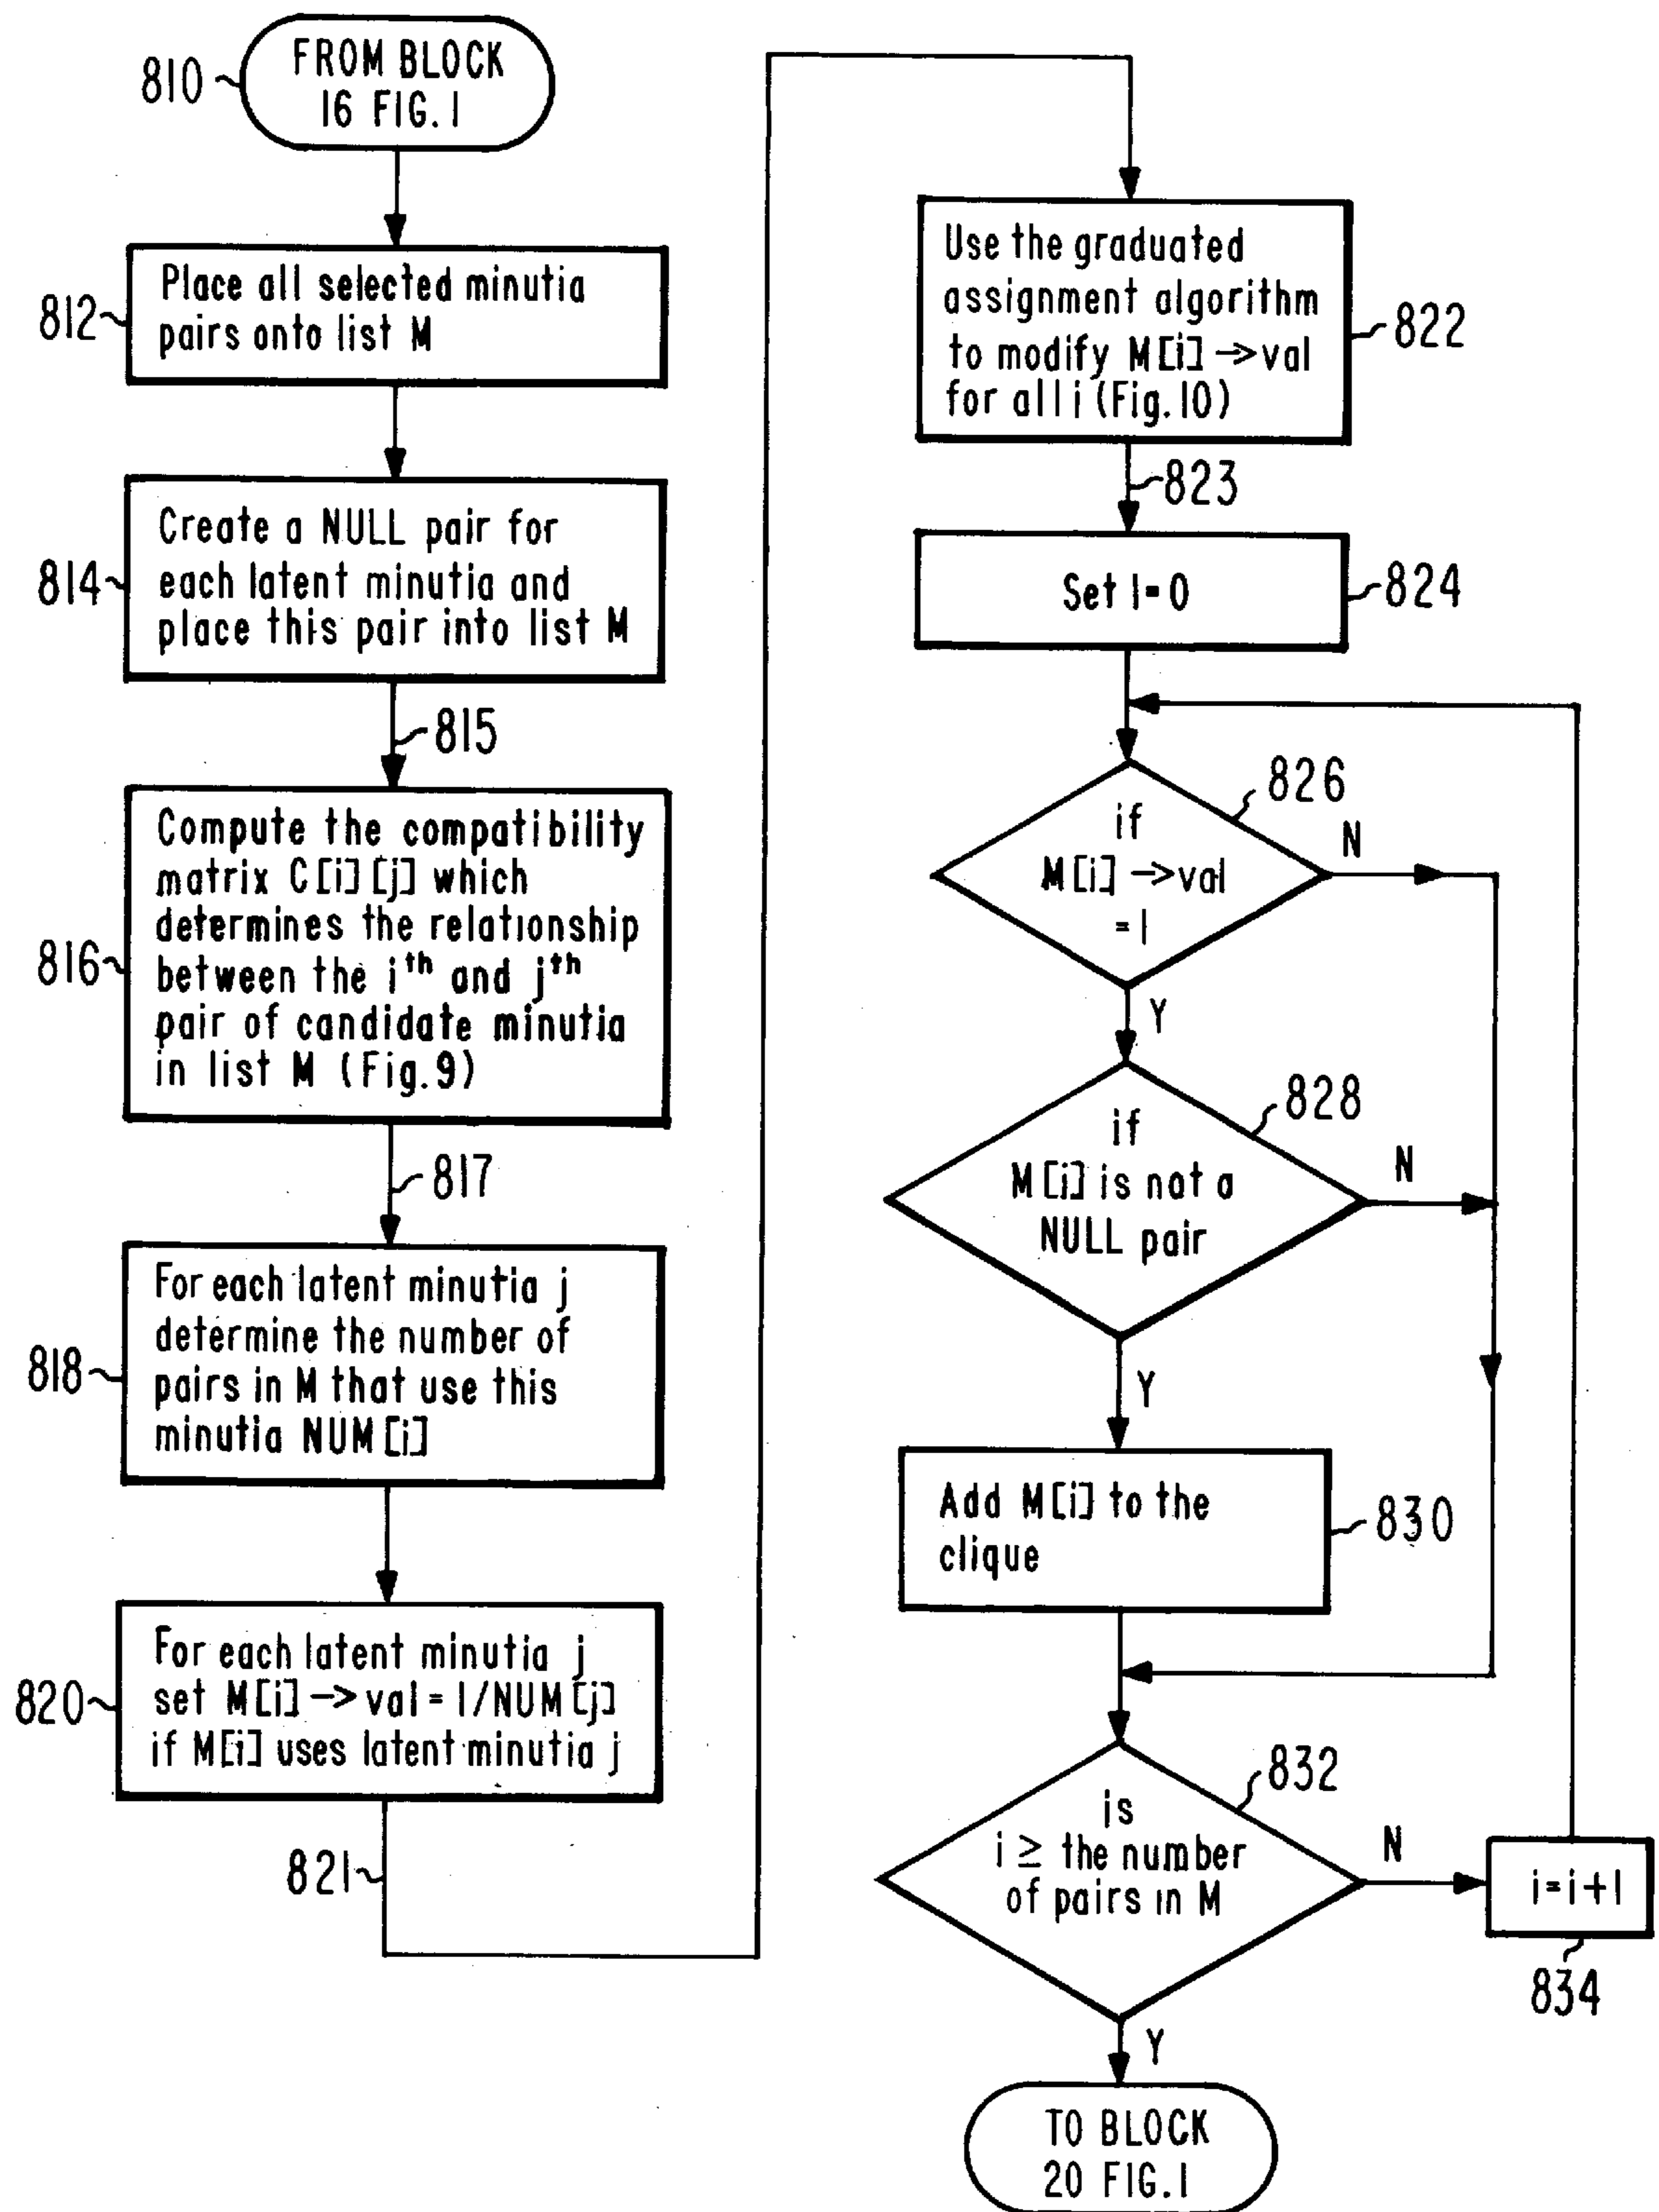 810
FROM BLOCK
16 FIG. 1
812
Place all selected minutia
pairs onto list M
814
Create a NULL pair for
each latent minutia and
place this pair into list M
815
816
Compute the compatibility
matrix C[i][j] which
determines the relationship
between the ith and jth
pair of candidate minutia
in list M (Fig.9)
817
818
For each latent minutia j
determine the number of
pairs in M that use this
minutia NUM[i]
820
For each latent minutia j
set M[i] → val = 1/NUM[j]
if M[i] uses latent minutia j
821
Use the graduated
assignment algorithm
to modify M[i] → val
for all i (Fig.10)
822
823
Set I=0
824
826
if
M[i] → val
= 1
N
Y
828
if
M[i] is not a
NULL pair
N
Y
Add M[i] to the
clique
830
832
is
i ≥ the number
of pairs in M
N
i=i+1
834
Y
TO BLOCK
20 FIG.1